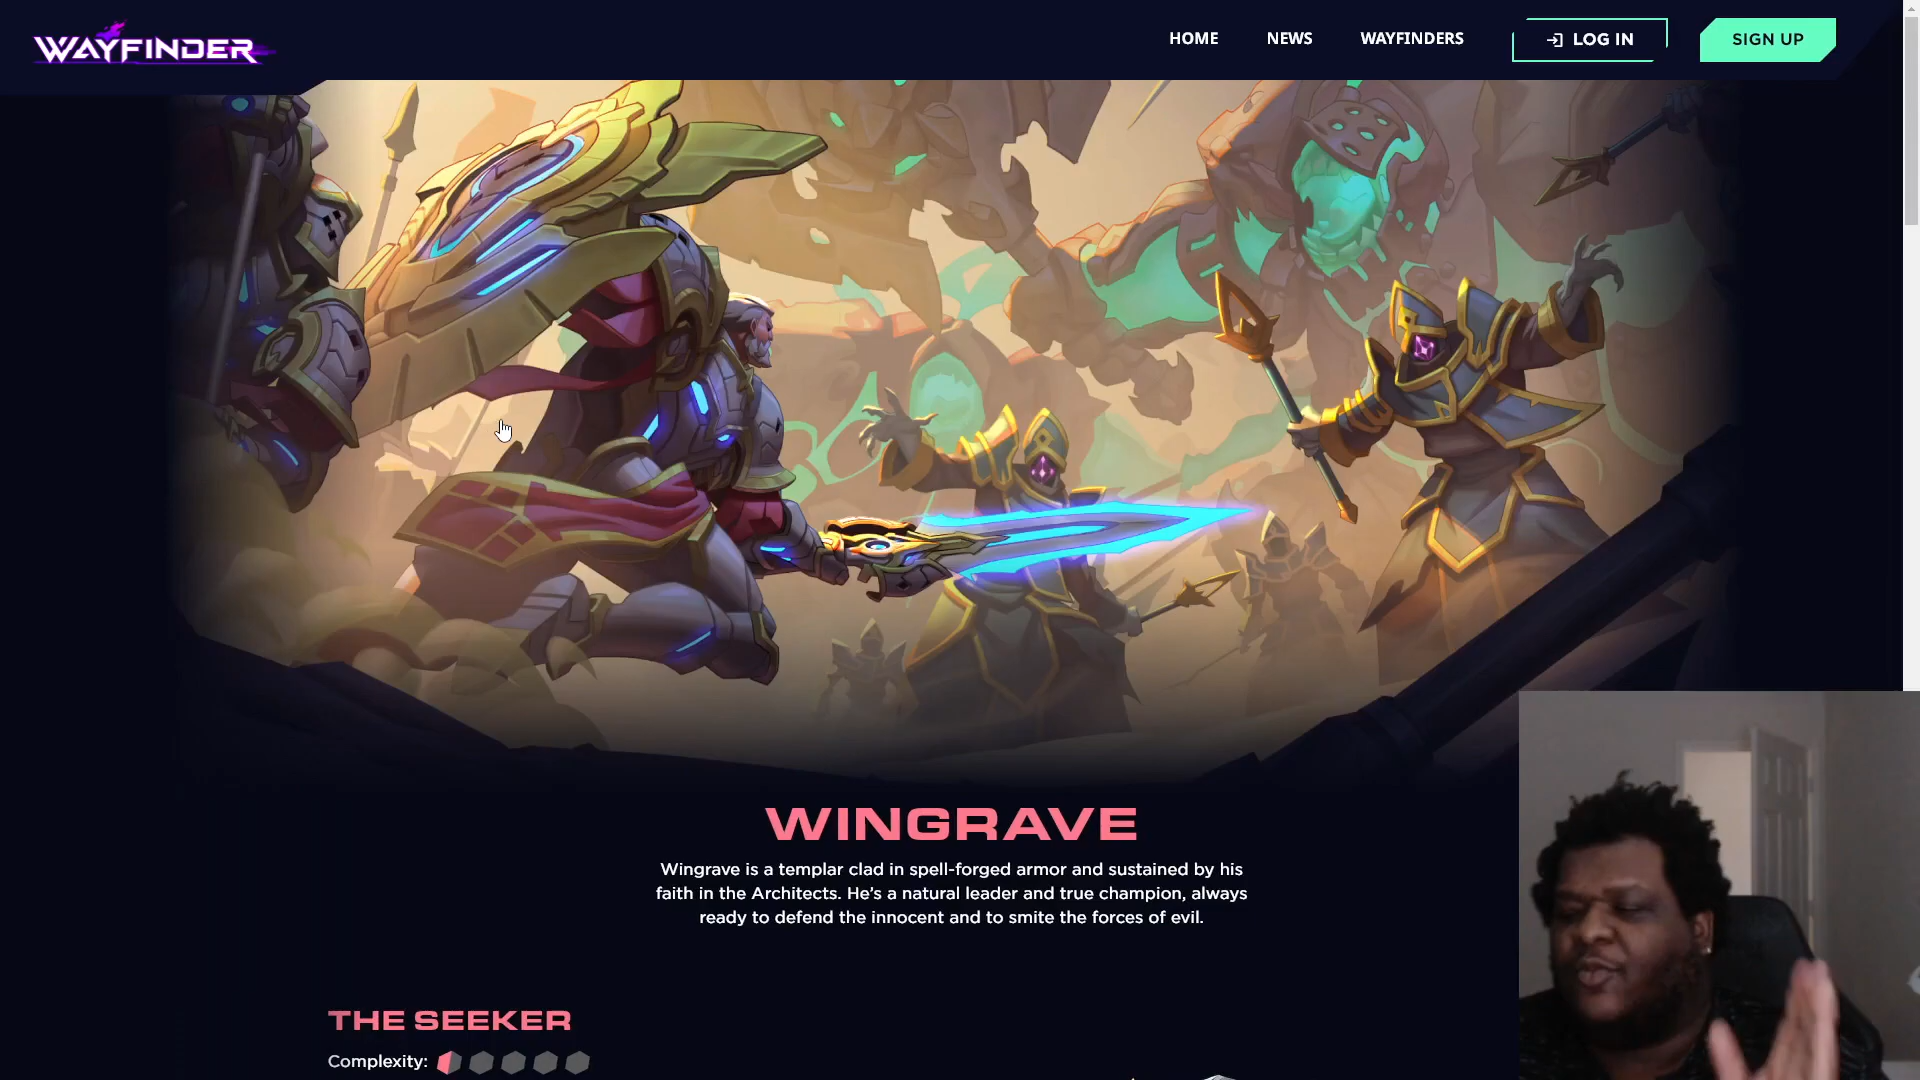 WAYFINDER
HOME NEWS WAYFINDERS LOG IN SIGN UP
WINGRAVE
Wingrave is a templar clad in spell-forged armor and sustained by his
faith in the Architects. He's a natural leader and true champion, always
ready to defend the innocent and to smite the forces of evil.
THE SEEKER
Complexity: